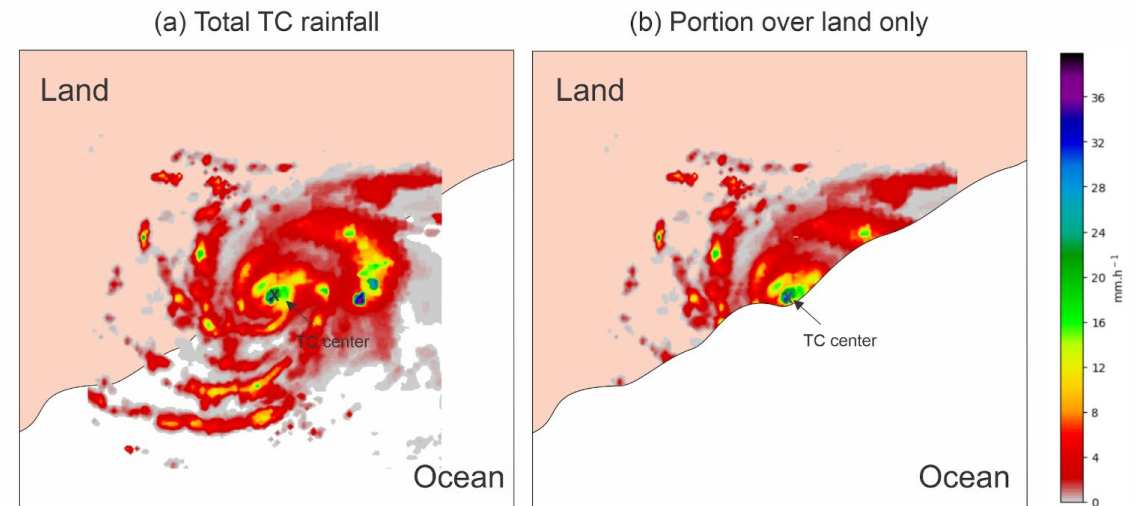 (a) Total TC rainfall
(b) Portion over land only
Land
Land
TC center
TC center
Ocean
Ocean
36
32
28
24
20
16
12
8
4
0
mm.h⁻¹